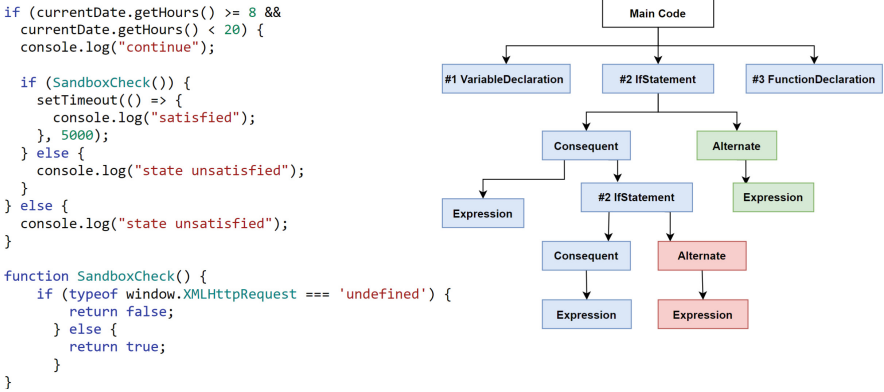 if (currentDate.getHours() >= 8 &&
  currentDate.getHours() < 20) {
  console.log("continue");

  if (SandboxCheck()) {
    setTimeout(() => {
      console.log("satisfied");
    }, 5000);
  } else {
    console.log("state unsatisfied");
  }
} else {
  console.log("state unsatisfied");
}

function SandboxCheck() {
    if (typeof window.XMLHttpRequest === 'undefined') {
        return false;
      } else {
        return true;
      }
}
Main Code
#1 VariableDeclaration
#2 IfStatement
#3 FunctionDeclaration
Consequent
Alternate
Expression
#2 IfStatement
Expression
Consequent
Alternate
Expression
Expression